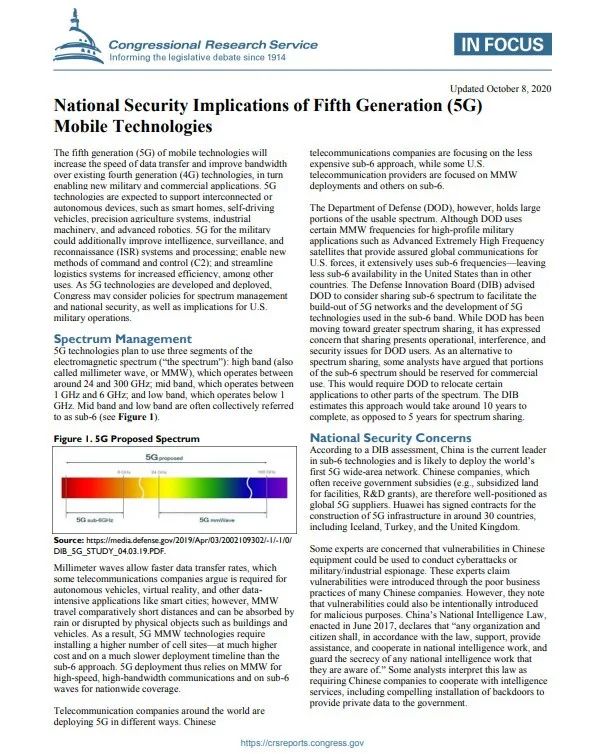 Congressional Research Service
Informing the legislative debate since 1914
IN FOCUS
Updated October 8, 2020
National Security Implications of Fifth Generation (5G)
Mobile Technologies
The fifth generation (5G) of mobile technologies will
increase the speed of data transfer and improve bandwidth
over existing fourth generation (4G) technologies, in turn
enabling new military and commercial applications. 5G
technologies are expected to support interconnected or
autonomous devices, such as smart homes, self-driving
vehicles, precision agriculture systems, industrial
machinery, and advanced robotics. 5G for the military
could additionally improve intelligence, surveillance, and
reconnaissance (ISR) systems and processing; enable new
methods of command and control (C2); and streamline
logistics systems for increased efficiency, among other
uses. As 5G technologies are developed and deployed,
Congress may consider policies for spectrum management
and national security, as well as implications for U.S.
military operations.
Spectrum Management
5G technologies plan to use three segments of the
electromagnetic spectrum (“the spectrum”): high band (also
called millimeter wave, or MMW), which operates between
around 24 and 300 GHz; mid band, which operates between
1 GHz and 6 GHz; and low band, which operates below 1
GHz. Mid band and low band are often collectively referred
to as sub-6 (see Figure 1).
Figure 1. 5G Proposed Spectrum
5G proposed
6 GHz 24 GHz 300 GHz
5G sub-6GHz 5G mmWave
Source: https://media.defense.gov/2019/Apr/03/2002109302/-1/-1/0/
DIB_5G_STUDY_04.03.19.PDF.
Millimeter waves allow faster data transfer rates, which
some telecommunications companies argue is required for
autonomous vehicles, virtual reality, and other data-
intensive applications like smart cities; however, MMW
travel comparatively short distances and can be absorbed by
rain or disrupted by physical objects such as buildings and
vehicles. As a result, 5G MMW technologies require
installing a higher number of cell sites—at much higher
cost and on a much slower deployment timeline than the
sub-6 approach. 5G deployment thus relies on MMW for
high-speed, high-bandwidth communications and on sub-6
waves for nationwide coverage.
Telecommunication companies around the world are
deploying 5G in different ways. Chinese
telecommunications companies are focusing on the less
expensive sub-6 approach, while some U.S.
telecommunication providers are focused on MMW
deployments and others on sub-6.
The Department of Defense (DOD), however, holds large
portions of the usable spectrum. Although DOD uses
certain MMW frequencies for high-profile military
applications such as Advanced Extremely High Frequency
satellites that provide assured global communications for
U.S. forces, it extensively uses sub-6 frequencies—leaving
less sub-6 availability in the United States than in other
countries. The Defense Innovation Board (DIB) advised
DOD to consider sharing sub-6 spectrum to facilitate the
build-out of 5G networks and the development of 5G
technologies used in the sub-6 band. While DOD has been
moving toward greater spectrum sharing, it has expressed
concern that sharing presents operational, interference, and
security issues for DOD users. As an alternative to
spectrum sharing, some analysts have argued that portions
of the sub-6 spectrum should be reserved for commercial
use. This would require DOD to relocate certain
applications to other parts of the spectrum. The DIB
estimates this approach would take around 10 years to
complete, as opposed to 5 years for spectrum sharing.
National Security Concerns
According to a DIB assessment, China is the current leader
in sub-6 technologies and is likely to deploy the world’s
first 5G wide-area network. Chinese companies, which
often receive government subsidies (e.g., subsidized land
for facilities, R&D grants), are therefore well-positioned as
global 5G suppliers. Huawei has signed contracts for the
construction of 5G infrastructure in around 30 countries,
including Iceland, Turkey, and the United Kingdom.
Some experts are concerned that vulnerabilities in Chinese
equipment could be used to conduct cyberattacks or
military/industrial espionage. These experts claim
vulnerabilities were introduced through the poor business
practices of many Chinese companies. However, they note
that vulnerabilities could also be intentionally introduced
for malicious purposes. China’s National Intelligence Law,
enacted in June 2017, declares that “any organization and
citizen shall, in accordance with the law, support, provide
assistance, and cooperate in national intelligence work, and
guard the secrecy of any national intelligence work that
they are aware of.” Some analysts interpret this law as
requiring Chinese companies to cooperate with intelligence
services, including compelling installation of backdoors to
provide private data to the government.
https://crsreports.congress.gov